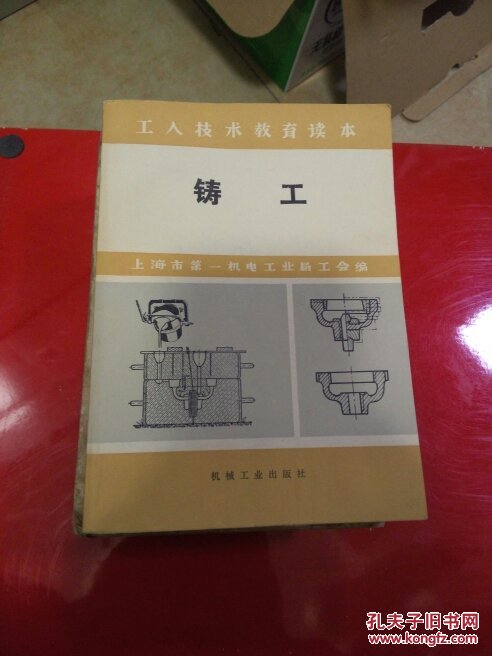 工人技术教育读本
铸 工
上海市第一机电工业局工会编
机械工业出版社
孔夫子旧书网
www.kongfz.com